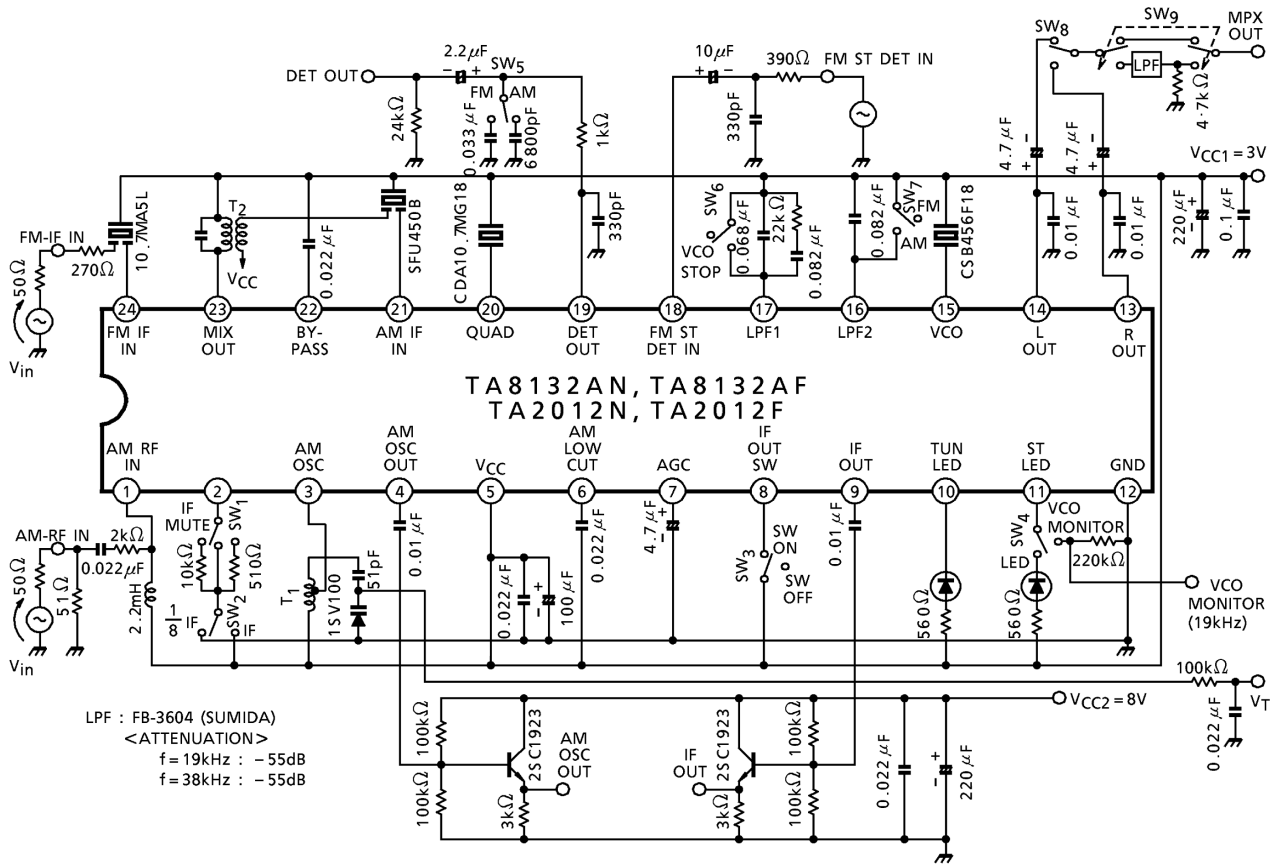 SW8
SW9
MPX
OUT
LPF
4·7kΩ
DET OUT
2.2μF
− +
SW5
FM AM
24kΩ
0.033μF
6800pF
1kΩ
330pF
10μF
+ −
390Ω
FM ST DET IN
330pF
4.7μF
−
+
4.7μF
−
+
VCC1=3V
FM-IF IN
50Ω
270Ω
10.7MA5L
Vin
T2
VCC
0.022μF
SFU450B
CDA10.7MG18
SW6
VCO
STOP
0.068μF
22kΩ
0.082μF
0.082μF
SW7
FM
AM
CSB456F18
0.01μF
0.01μF
220μF
+
−
0.1μF
24
23
22
21
20
19
18
17
16
15
14
13
FM IF
IN
MIX
OUT
BY-
PASS
AM IF
IN
QUAD
DET
OUT
FM ST
DET IN
LPF1
LPF2
VCO
L
OUT
R
OUT
TA8132AN, TA8132AF
TA2012N, TA2012F
AM RF
IN
AM
OSC
AM
OSC
OUT
VCC
AM
LOW
CUT
AGC
IF
OUT
SW
IF
OUT
TUN
LED
ST
LED
GND
1
2
3
4
5
6
7
8
9
10
11
12
AM-RF IN
50Ω
51Ω
0.022μF
2kΩ
2.2mH
Vin
IF
MUTE
SW1
10kΩ
510Ω
SW2
1/8 IF
IF
T1
1SV100
51pF
0.01μF
0.022μF
100μF
+
−
0.022μF
4.7μF
+
−
SW3
SW
ON
SW
OFF
0.01μF
560Ω
SW4
LED
560Ω
VCO
MONITOR
220kΩ
VCO
MONITOR
(19kHz)
100kΩ
VT
0.022μF
LPF : FB-3604 (SUMIDA)
<ATTENUATION>
f=19kHz : −55dB
f=38kHz : −55dB
100kΩ
100kΩ
2SC1923
AM
OSC
OUT
3kΩ
IF
OUT
2SC1923
3kΩ
100kΩ
100kΩ
0.022μF
220μF
+
−
VCC2=8V